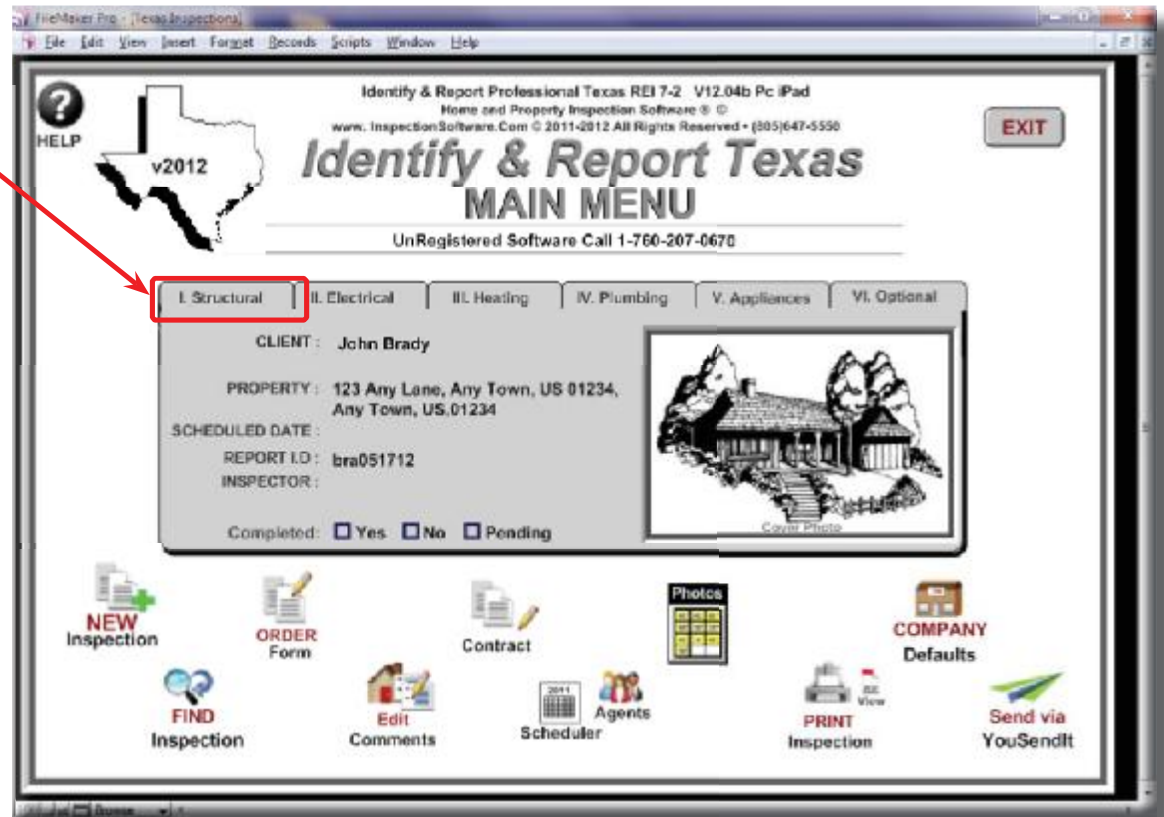 FileMaker Pro - [Texas Inspections]
File Edit View Insert Format Records Scripts Window Help
Identify & Report Professional Texas REI 7-2 V12.04b Pc iPad
Home and Property Inspection Software ® ©
www. InspectionSoftware.Com © 2011-2012 All Rights Reserved • (805)647-5550
HELP
v2012
EXIT
Identify & Report Texas
MAIN MENU
UnRegistered Software Call 1-760-207-0670
I. Structural II. Electrical III. Heating IV. Plumbing V. Appliances VI. Optional
CLIENT : John Brady
PROPERTY : 123 Any Lane, Any Town, US 01234,
Any Town, US,01234
SCHEDULED DATE :
REPORT I.D : bra051712
INSPECTOR :
Completed: Yes No Pending
Cover Photo
NEW
Inspection
ORDER
Form
Contract
Photos
COMPANY
Defaults
FIND
Inspection
Edit
Comments
2011
Scheduler
Agents
View
PRINT
Inspection
Send via
YouSendIt
Browse